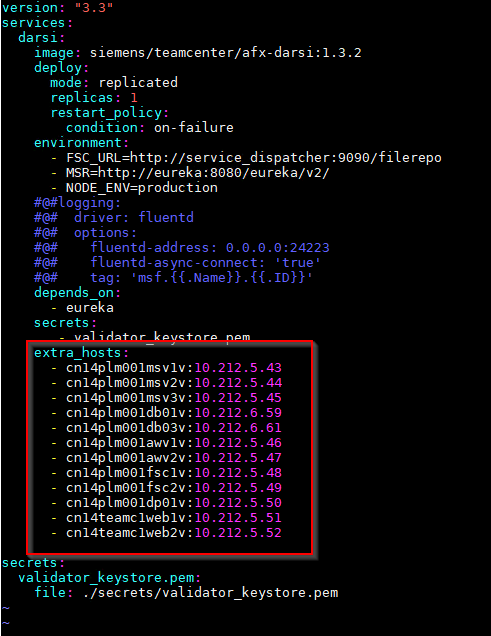 version: "3.3"
services:
  darsi:
    image: siemens/teamcenter/afx-darsi:1.3.2
    deploy:
      mode: replicated
      replicas: 1
      restart_policy:
        condition: on-failure
    environment:
      - FSC_URL=http://service_dispatcher:9090/filerepo
      - MSR=http://eureka:8080/eureka/v2/
      - NODE_ENV=production
    #@#logging:
    #@#  driver: fluentd
    #@#  options:
    #@#    fluentd-address: 0.0.0.0:24223
    #@#    fluentd-async-connect: 'true'
    #@#    tag: 'msf.{{.Name}}.{{.ID}}'
    depends_on:
      - eureka
    secrets:
       - validator_keystore.pem
    extra_hosts:
      - cn14plm001msv1v:10.212.5.43
      - cn14plm001msv2v:10.212.5.44
      - cn14plm001msv3v:10.212.5.45
      - cn14plm001db01v:10.212.6.59
      - cn14plm001db03v:10.212.6.61
      - cn14plm001awv1v:10.212.5.46
      - cn14plm001awv2v:10.212.5.47
      - cn14plm001fsc1v:10.212.5.48
      - cn14plm001fsc2v:10.212.5.49
      - cn14plm001dp01v:10.212.5.50
      - cn14teamc1web1v:10.212.5.51
      - cn14teamc1web2v:10.212.5.52
secrets:
  validator_keystore.pem:
    file: ./secrets/validator_keystore.pem
~
~